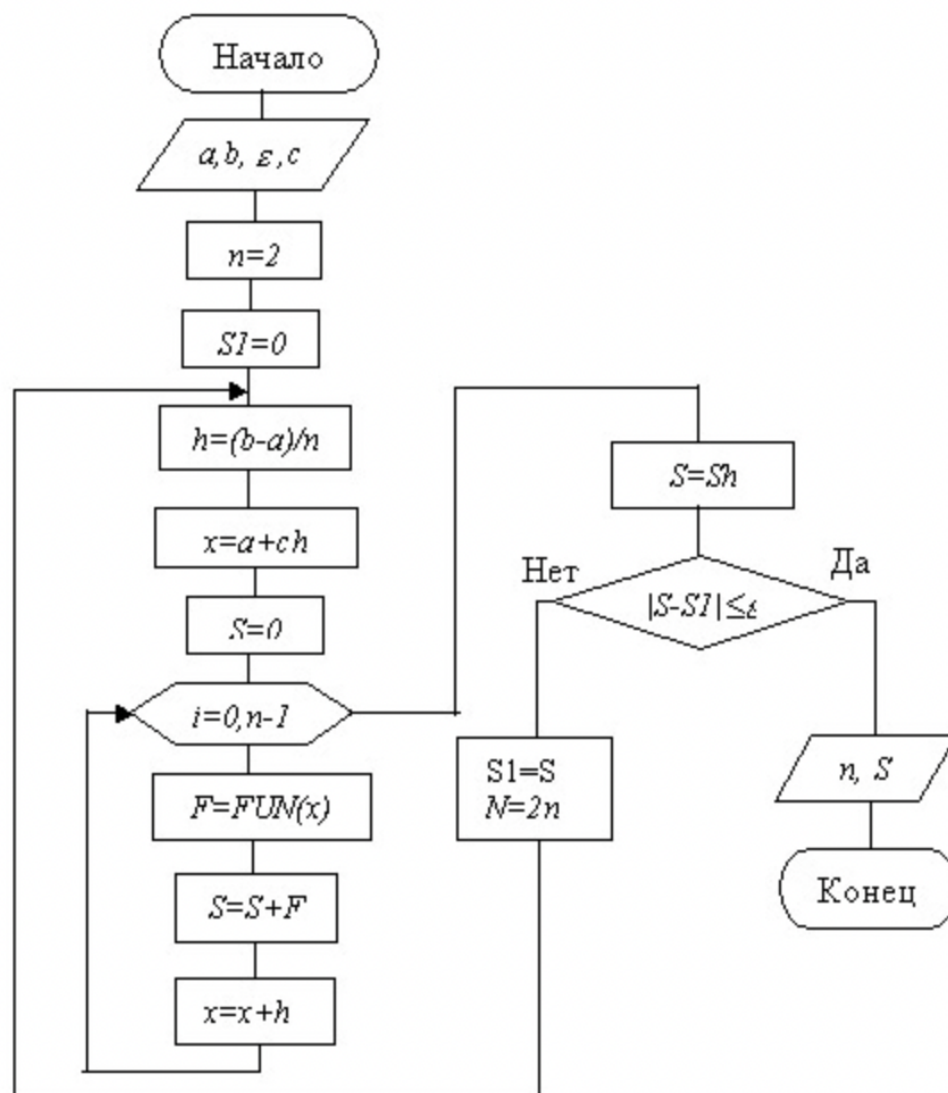 Начало
a,b, ε,c
n=2
S1=0
h=(b-a)/n
x=a+ch
S=0
i=0,n-1
F=FUN(x)
S=S+F
x=x+h
S=Sh
Нет
Да
|S-S1|≤ε
S1=S
N=2n
n, S
Конец